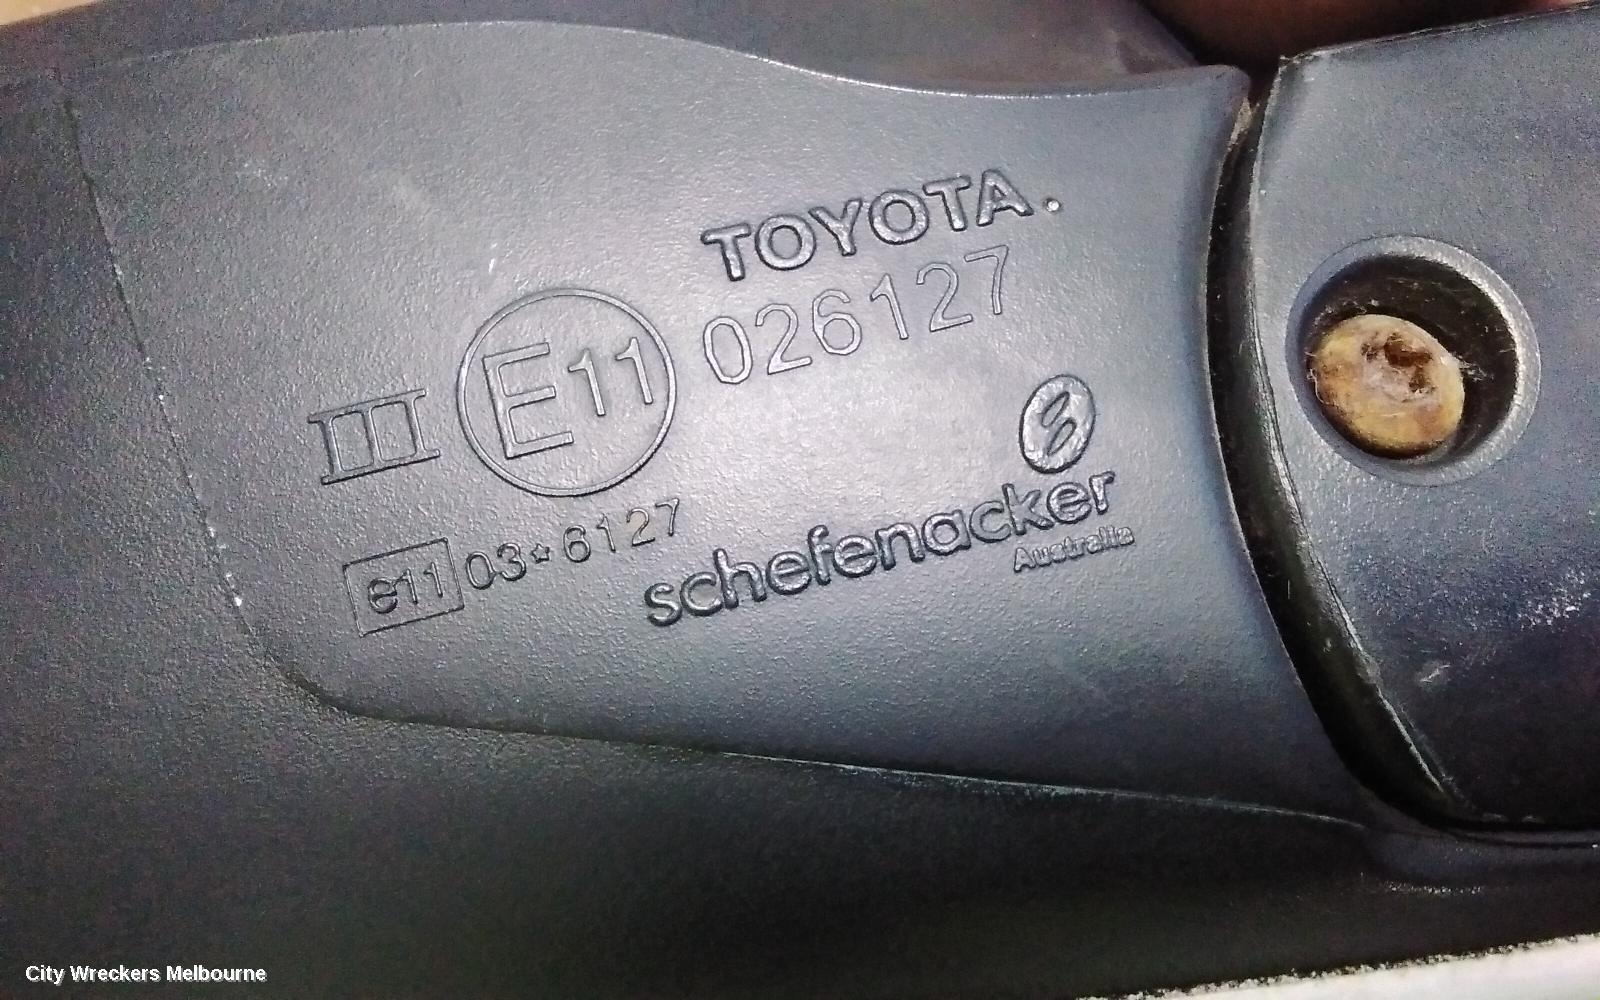 TOYOTA.
026127
III E11
e11 03*6127
schefenacker
Australia
City Wreckers Melbourne